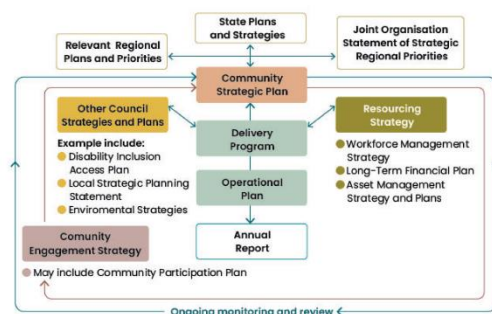 State Plans
and Strategies
Relevant Regional
Plans and Priorities
Joint Organisation
Statement of Strategic
Regional Priorities
Community
Strategic Plan
Other Council
Strategies and Plans
Example include:
Disability Inclusion
Access Plan
Local Strategic Planning
Statement
Enviromental Strategies
Delivery
Program
Operational
Plan
Annual
Report
Resourcing
Strategy
Workforce Management
Strategy
Long-Term Financial Plan
Asset Management
Strategy and Plans
Comunity
Engagement Strategy
May include Community Participation Plan
Ongoing monitoring and review